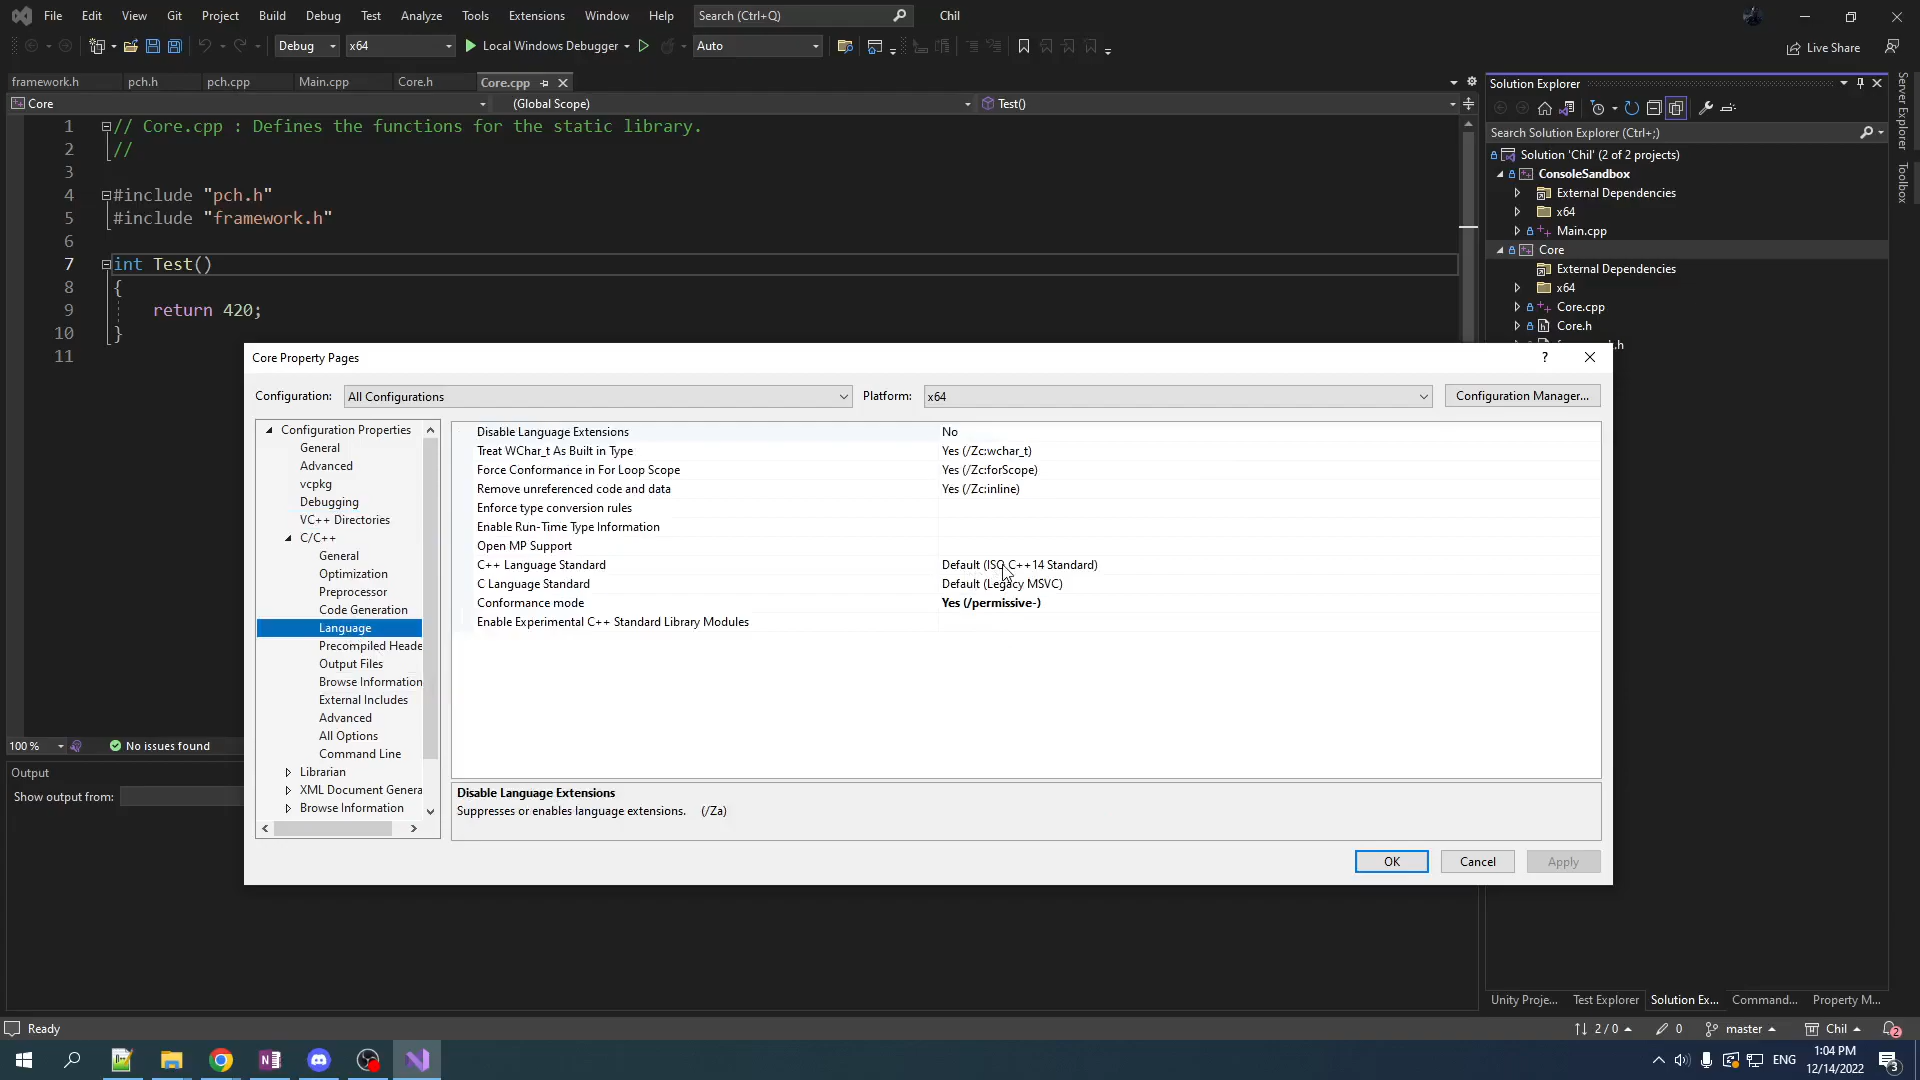 File Edit View Git Project Build Debug Test Analyze Tools Extensions Window Help Search (Ctrl+Q) Chil
Debug x64 Local Windows Debugger Auto Live Share
framework.h pch.h pch.cpp Main.cpp Core.h Core.cpp
Core (Global Scope) Test()
1 // Core.cpp : Defines the functions for the static library.
2 //
3
4 #include "pch.h"
5 #include "framework.h"
6
7 int Test()
8 {
9 return 420;
10 }
11
Solution Explorer
Search Solution Explorer (Ctrl+;)
Solution 'Chil' (2 of 2 projects)
ConsoleSandbox
External Dependencies
x64
Main.cpp
Core
External Dependencies
x64
Core.cpp
Core.h
.h
Server Explorer
Toolbox
Core Property Pages ?
Configuration: All Configurations Platform: x64 Configuration Manager...
Configuration Properties
General
Advanced
vcpkg
Debugging
VC++ Directories
C/C++
General
Optimization
Preprocessor
Code Generation
Language
Precompiled Heade
Output Files
Browse Information
External Includes
Advanced
All Options
Command Line
Librarian
XML Document Genera
Browse Information
Disable Language Extensions No
Treat WChar_t As Built in Type Yes (/Zc:wchar_t)
Force Conformance in For Loop Scope Yes (/Zc:forScope)
Remove unreferenced code and data Yes (/Zc:inline)
Enforce type conversion rules
Enable Run-Time Type Information
Open MP Support
C++ Language Standard Default (ISO C++14 Standard)
C Language Standard Default (Legacy MSVC)
Conformance mode Yes (/permissive-)
Enable Experimental C++ Standard Library Modules
Disable Language Extensions
Suppresses or enables language extensions. (/Za)
OK Cancel Apply
100 % No issues found
Output
Show output from:
Unity Proje... Test Explorer Solution Ex... Command... Property M...
Ready 2 / 0 0 master Chil 2
ENG 1:04 PM
12/14/2022 3